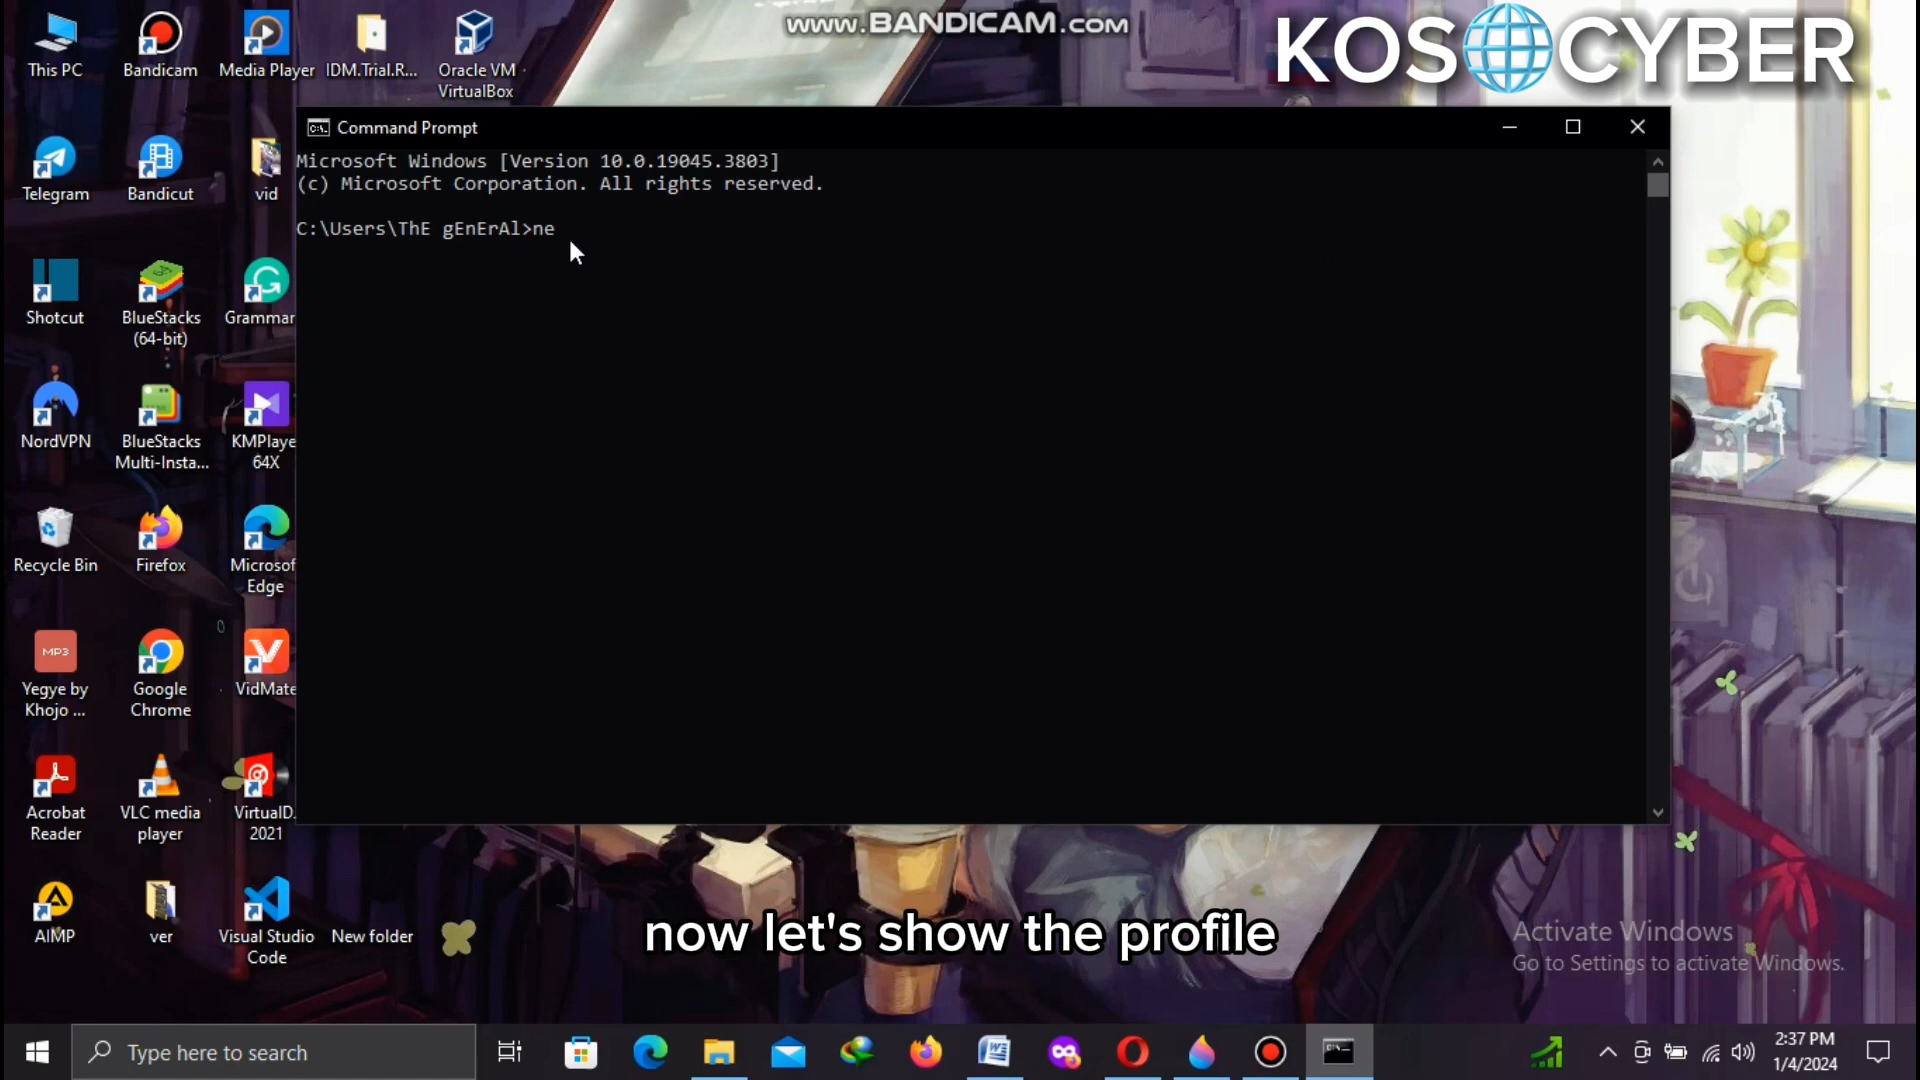 www.BANDICAM.com
KOS CYBER
This PC
Bandicam
Media Player
IDM.Trial.R...
Oracle VM
VirtualBox
Command Prompt
Microsoft Windows [Version 10.0.19045.3803]
(c) Microsoft Corporation. All rights reserved.
C:\Users\ThE gEnErAl>ne
Telegram
Bandicut
vid
Shotcut
BlueStacks
(64-bit)
Grammar
NordVPN
BlueStacks
Multi-Insta...
KMPlaye
64X
Recycle Bin
Firefox
Microsof
Edge
MP3
Yegye by
Khojo ...
Google
Chrome
VidMate
Acrobat
Reader
VLC media
player
VirtualD.
2021
AIMP
ver
Visual Studio
Code
New folder
now let's show the profile
Activate Windows
Go to Settings to activate Windows.
Type here to search
2:37 PM
1/4/2024